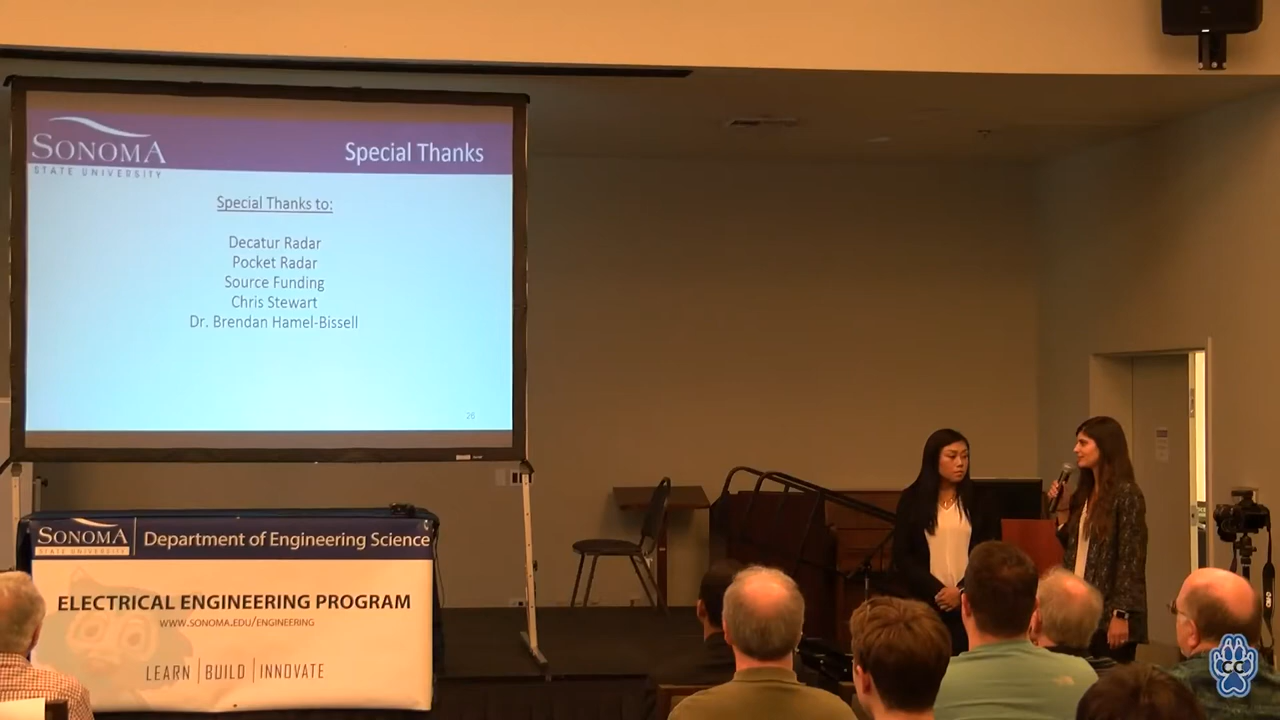 SONOMA
STATE UNIVERSITY
Special Thanks
Special Thanks to:
Decatur Radar
Pocket Radar
Source Funding
Chris Stewart
Dr. Brendan Hamel-Bissell
26
SONOMA
STATE UNIVERSITY
Department of Engineering Science
ELECTRICAL ENGINEERING PROGRAM
WWW.SONOMA.EDU/ENGINEERING
LEARN | BUILD | INNOVATE
CC